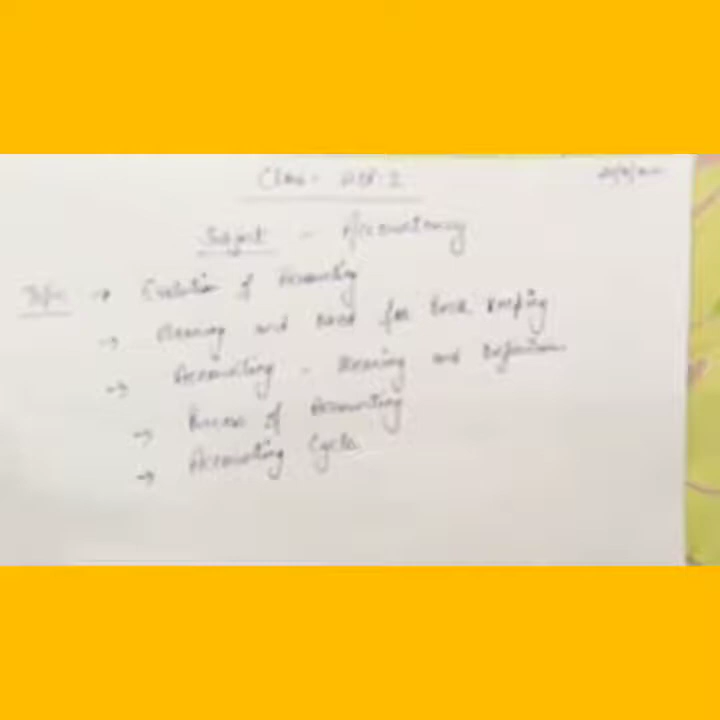 Class -
Subject - Accountancy
Topic → Evolution of Accounting
→ Meaning and Need for Book Keeping
→ Accounting - Meaning and Definition
→ Process of Accounting
→ Accounting Cycle